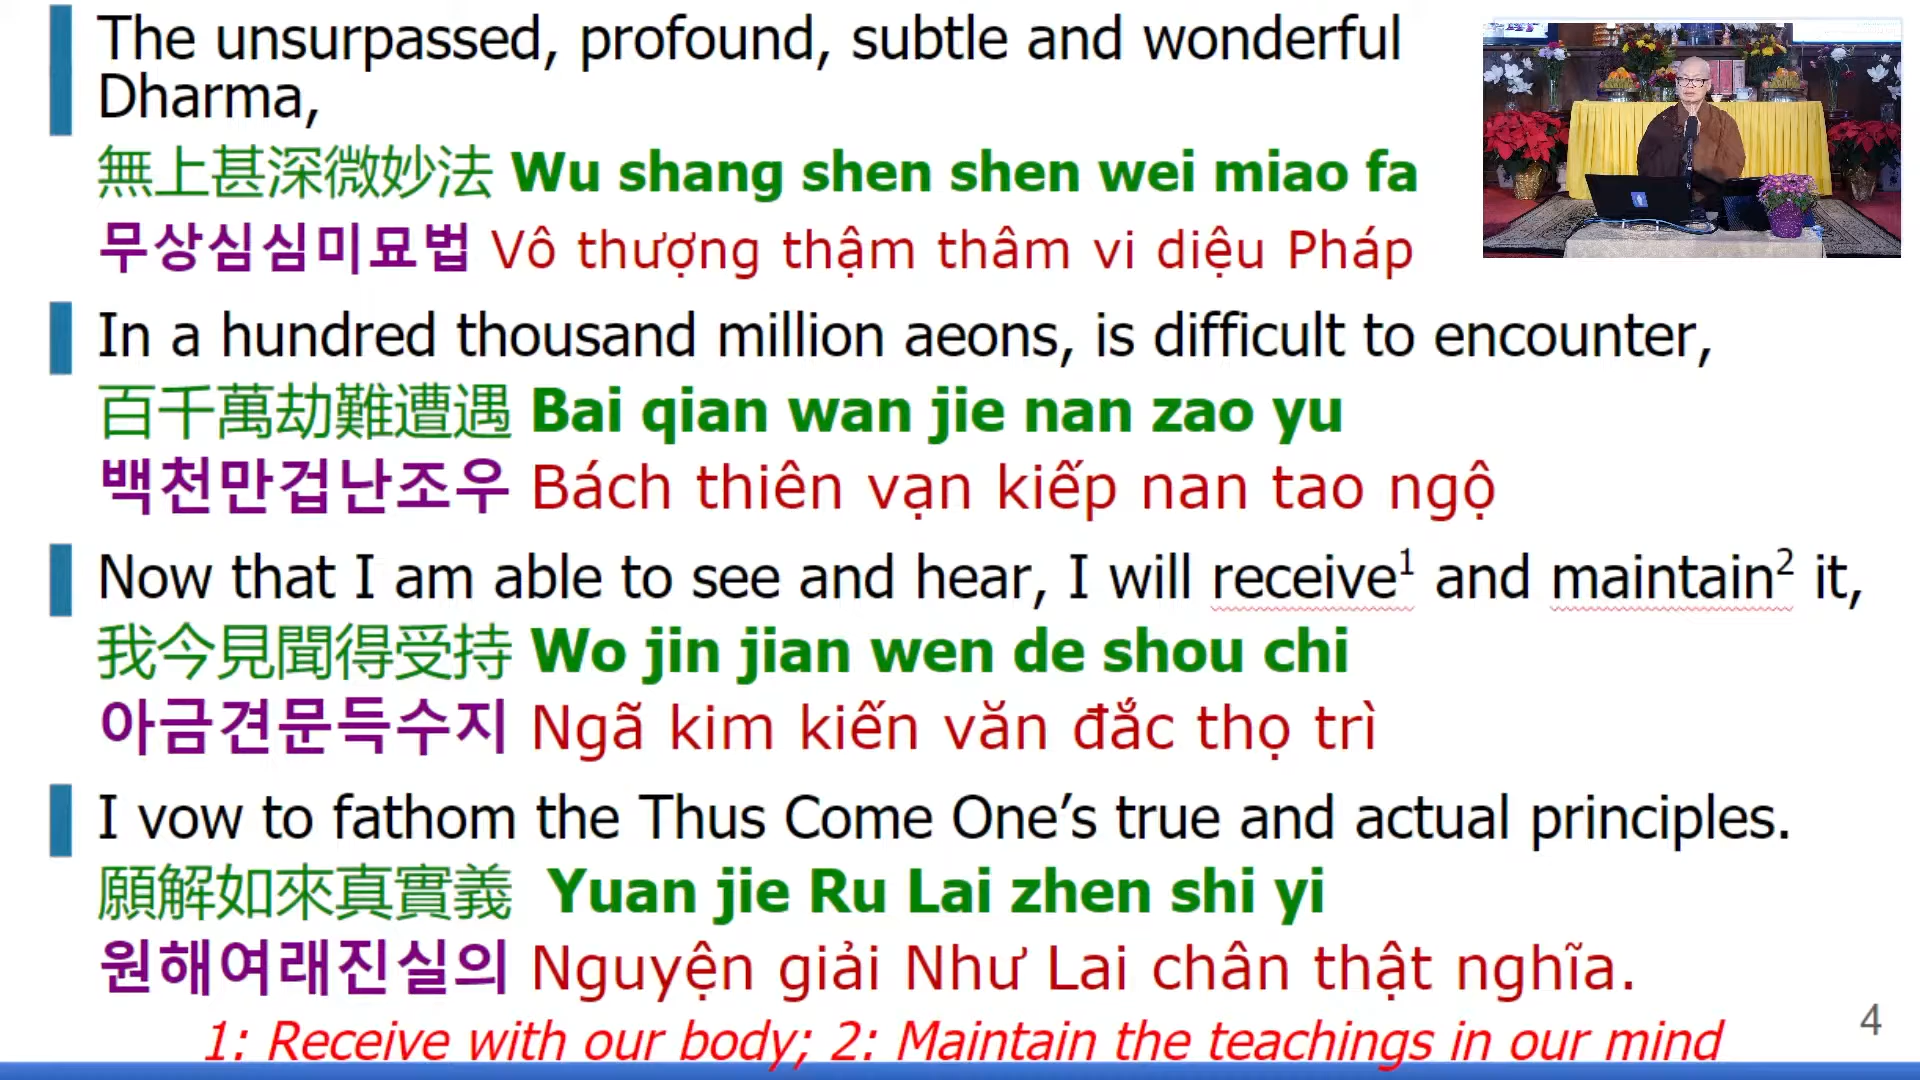 The unsurpassed, profound, subtle and wonderful
Dharma,
無上甚深微妙法 Wu shang shen shen wei miao fa
무상심심미묘법 Vô thượng thậm thâm vi diệu Pháp
In a hundred thousand million aeons, is difficult to encounter,
百千萬劫難遭遇 Bai qian wan jie nan zao yu
백천만겁난조우 Bách thiên vạn kiếp nan tao ngộ
Now that I am able to see and hear, I will receive¹ and maintain² it,
我今見聞得受持 Wo jin jian wen de shou chi
아금견문득수지 Ngã kim kiến văn đắc thọ trì
I vow to fathom the Thus Come One’s true and actual principles.
願解如來真實義 Yuan jie Ru Lai zhen shi yi
원해여래진실의 Nguyện giải Như Lai chân thật nghĩa.
1: Receive with our body; 2: Maintain the teachings in our mind
4